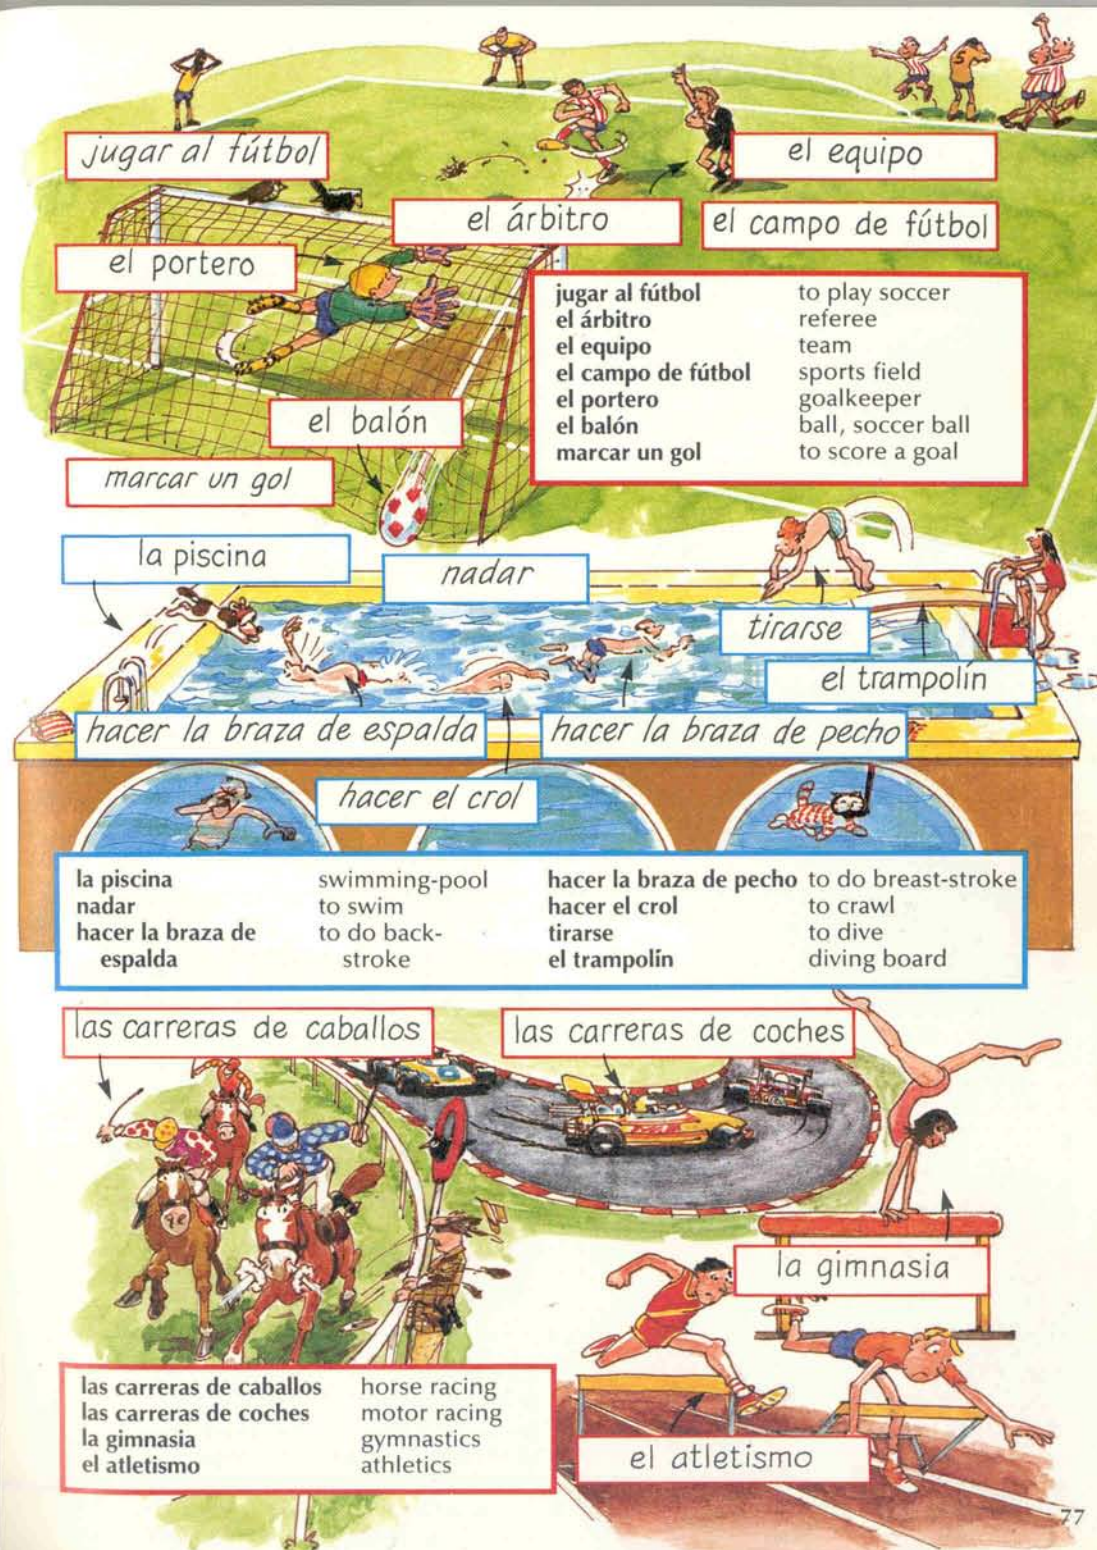 jugar al fútbol
el equipo
el árbitro
el campo de fútbol
el portero
jugar al fútbol to play soccer
el árbitro referee
el equipo team
el campo de fútbol sports field
el portero goalkeeper
el balón ball, soccer ball
marcar un gol to score a goal
el balón
marcar un gol
la piscina
nadar
tirarse
el trampolín
hacer la braza de espalda
hacer la braza de pecho
hacer el crol
la piscina swimming-pool
nadar to swim
hacer la braza de to do back-
espalda stroke
hacer la braza de pecho to do breast-stroke
hacer el crol to crawl
tirarse to dive
el trampolín diving board
las carreras de caballos
las carreras de coches
la gimnasia
las carreras de caballos horse racing
las carreras de coches motor racing
la gimnasia gymnastics
el atletismo athletics
el atletismo
5
77